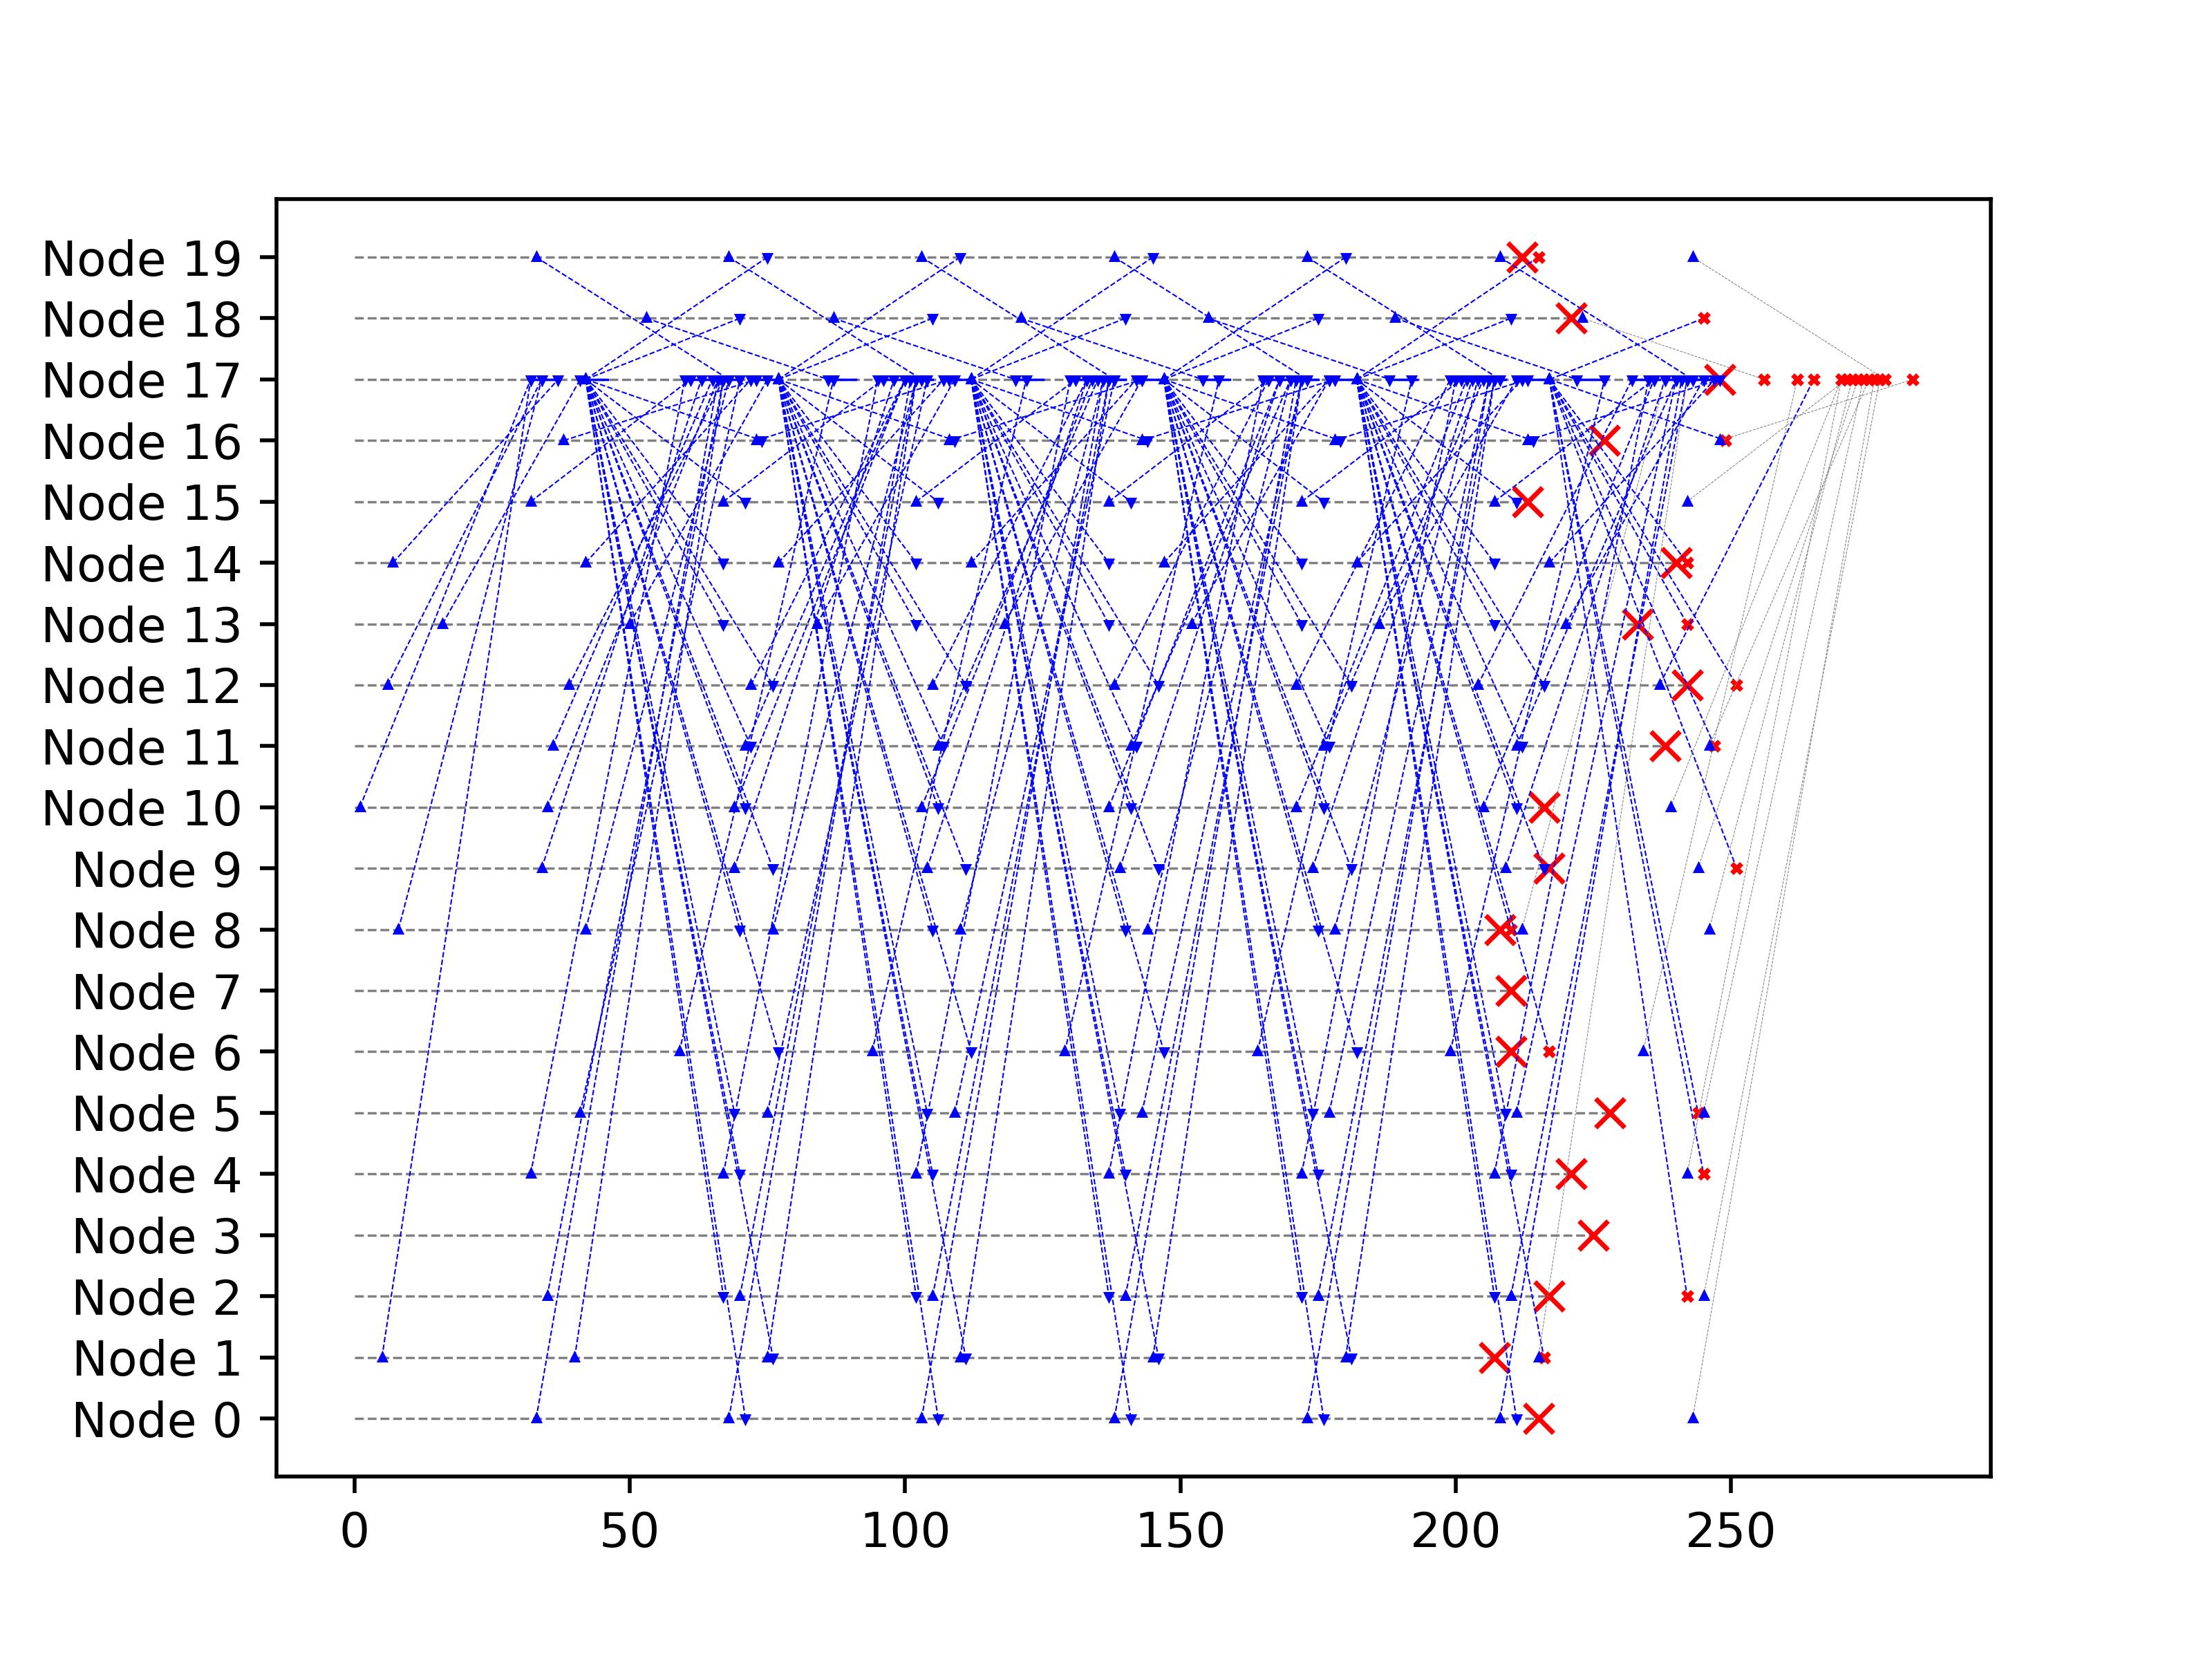 Node 19
Node 18
Node 17
Node 16
Node 15
Node 14
Node 13
Node 12
Node 11
Node 10
Node 9
Node 8
Node 7
Node 6
Node 5
Node 4
Node 3
Node 2
Node 1
Node 0
0 50 100 150 200 250